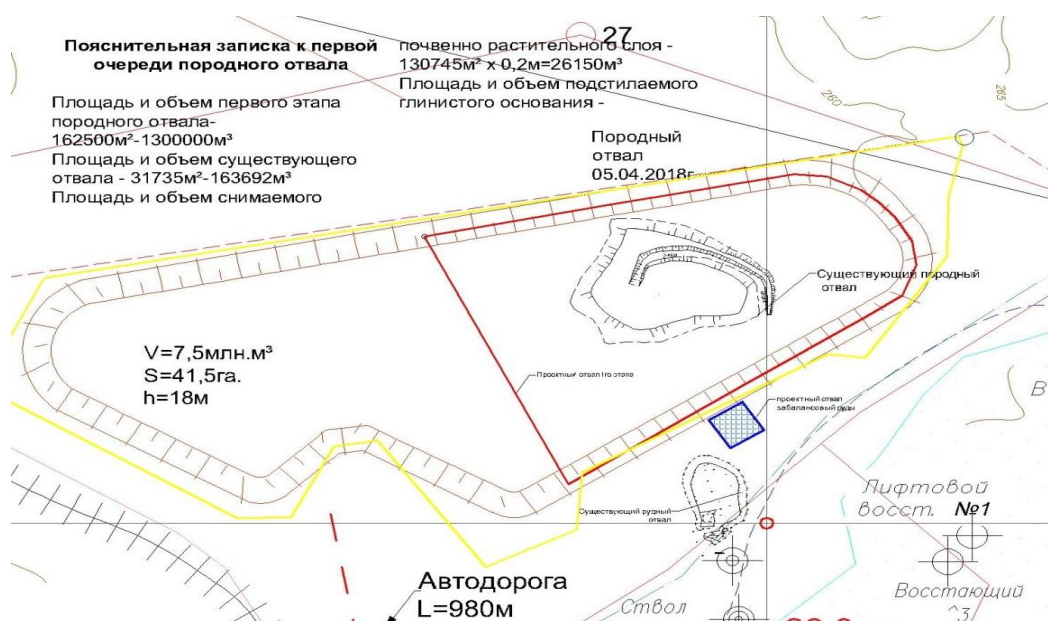 Пояснительная записка к первой
очереди породного отвала
Площадь и объем первого этапа
породного отвала-
162500м²-1300000м³
Площадь и объем существующего
отвала - 31735м²-163692м³
Площадь и объем снимаемого
почвенно растительного слоя -
130745м² х 0,2м=26150м³
Площадь и объем подстилаемого
глинистого основания -
27
260
265
Породный
отвал
05.04.2018г
Существующий породный
отвал
V=7,5млн.м³
S=41,5га.
h=18м
Проектный отвал Iго этапа
проектный отвал
забалансовый руды
В
Существующий рудный
отвал
Лифтовой
восст. №1
Автодорога
L=980м
Ствол
Восстающий